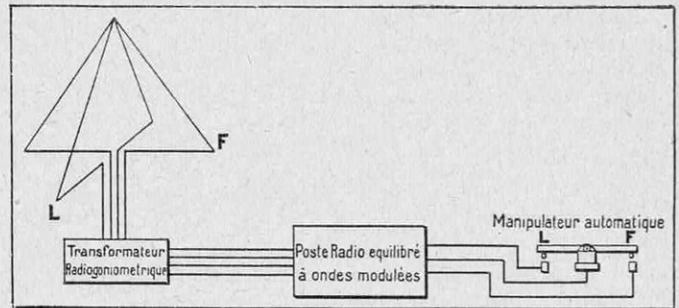 F
L
Manipulateur automatique
L F
Transformateur
Radiogoniometrique
Poste Radio equilibré
à ondes modulées